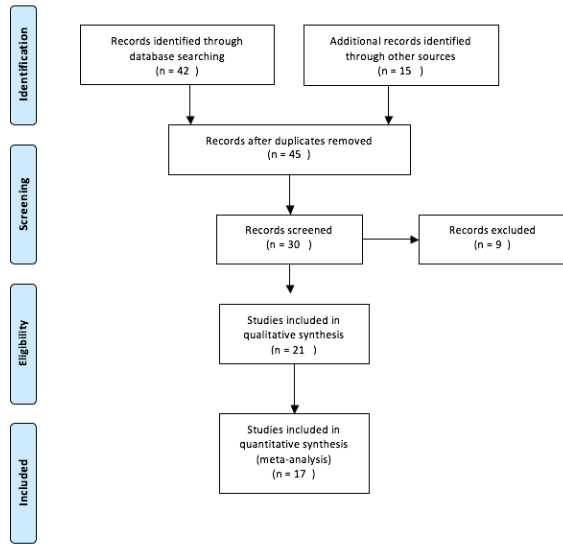 Identification
Records identified through
database searching
(n = 42 )
Additional records identified
through other sources
(n = 15 )
Records after duplicates removed
(n = 45 )
Screening
Records screened
(n = 30 )
Records excluded
(n = 9 )
Eligibility
Studies included in
qualitative synthesis
(n = 21 )
Included
Studies included in
quantitative synthesis
(meta-analysis)
(n = 17 )